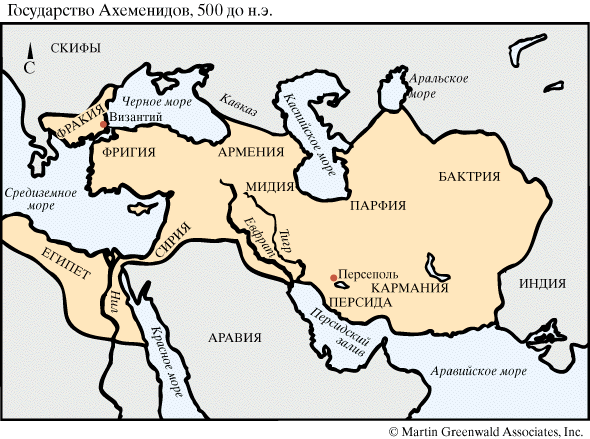 Государство Ахеменидов, 500 до н.э.
СКИФЫ
С
Аральское
море
Черное море
Кавказ
Каспийское море
ФРАКИЯ
Византий
ФРИГИЯ
АРМЕНИЯ
БАКТРИЯ
МИДИЯ
Средиземное
море
ПАРФИЯ
СИРИЯ
Евфрат
Тигр
ЕГИПЕТ
Персеполь
КАРМАНИЯ
ИНДИЯ
Нил
ПЕРСИДА
Персидский
залив
АРАВИЯ
Красное море
Аравийское море
© Martin Greenwald Associates, Inc.